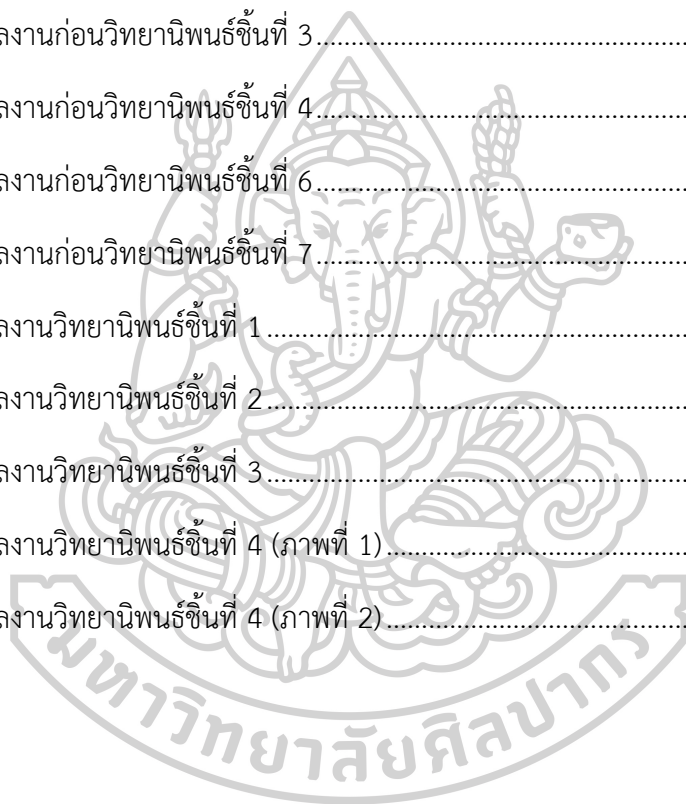 ลงานก่อนวิทยานิพนธ์ชิ้นที่ 3
ลงานก่อนวิทยานิพนธ์ชิ้นที่ 4
ลงานก่อนวิทยานิพนธ์ชิ้นที่ 6
ลงานก่อนวิทยานิพนธ์ชิ้นที่ 7
ลงานวิทยานิพนธ์ชิ้นที่ 1
ลงานวิทยานิพนธ์ชิ้นที่ 2
ลงานวิทยานิพนธ์ชิ้นที่ 3
ลงานวิทยานิพนธ์ชิ้นที่ 4 (ภาพที่ 1)
ลงานวิทยานิพนธ์ชิ้นที่ 4 (ภาพที่ 2)
มหาวิทยาลัยศิลปากร